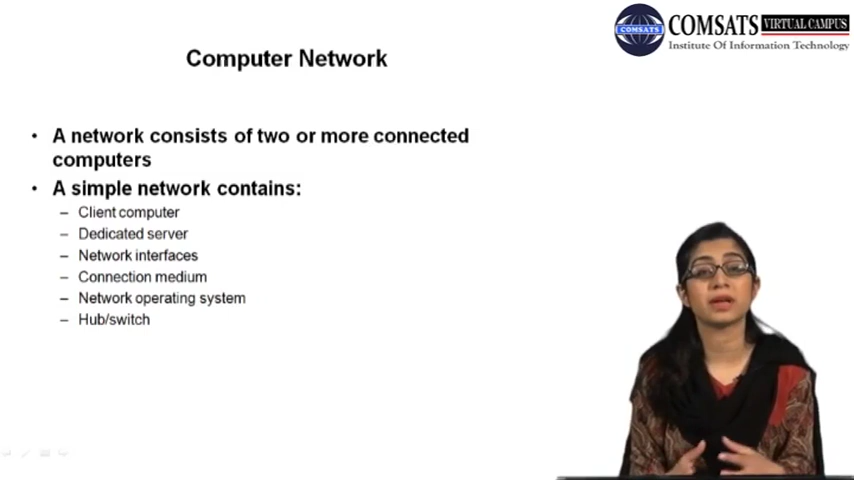 COMSATS
COMSATS VIRTUAL CAMPUS
Institute Of Information Technology
Computer Network
• A network consists of two or more connected
computers
• A simple network contains:
– Client computer
– Dedicated server
– Network interfaces
– Connection medium
– Network operating system
– Hub/switch